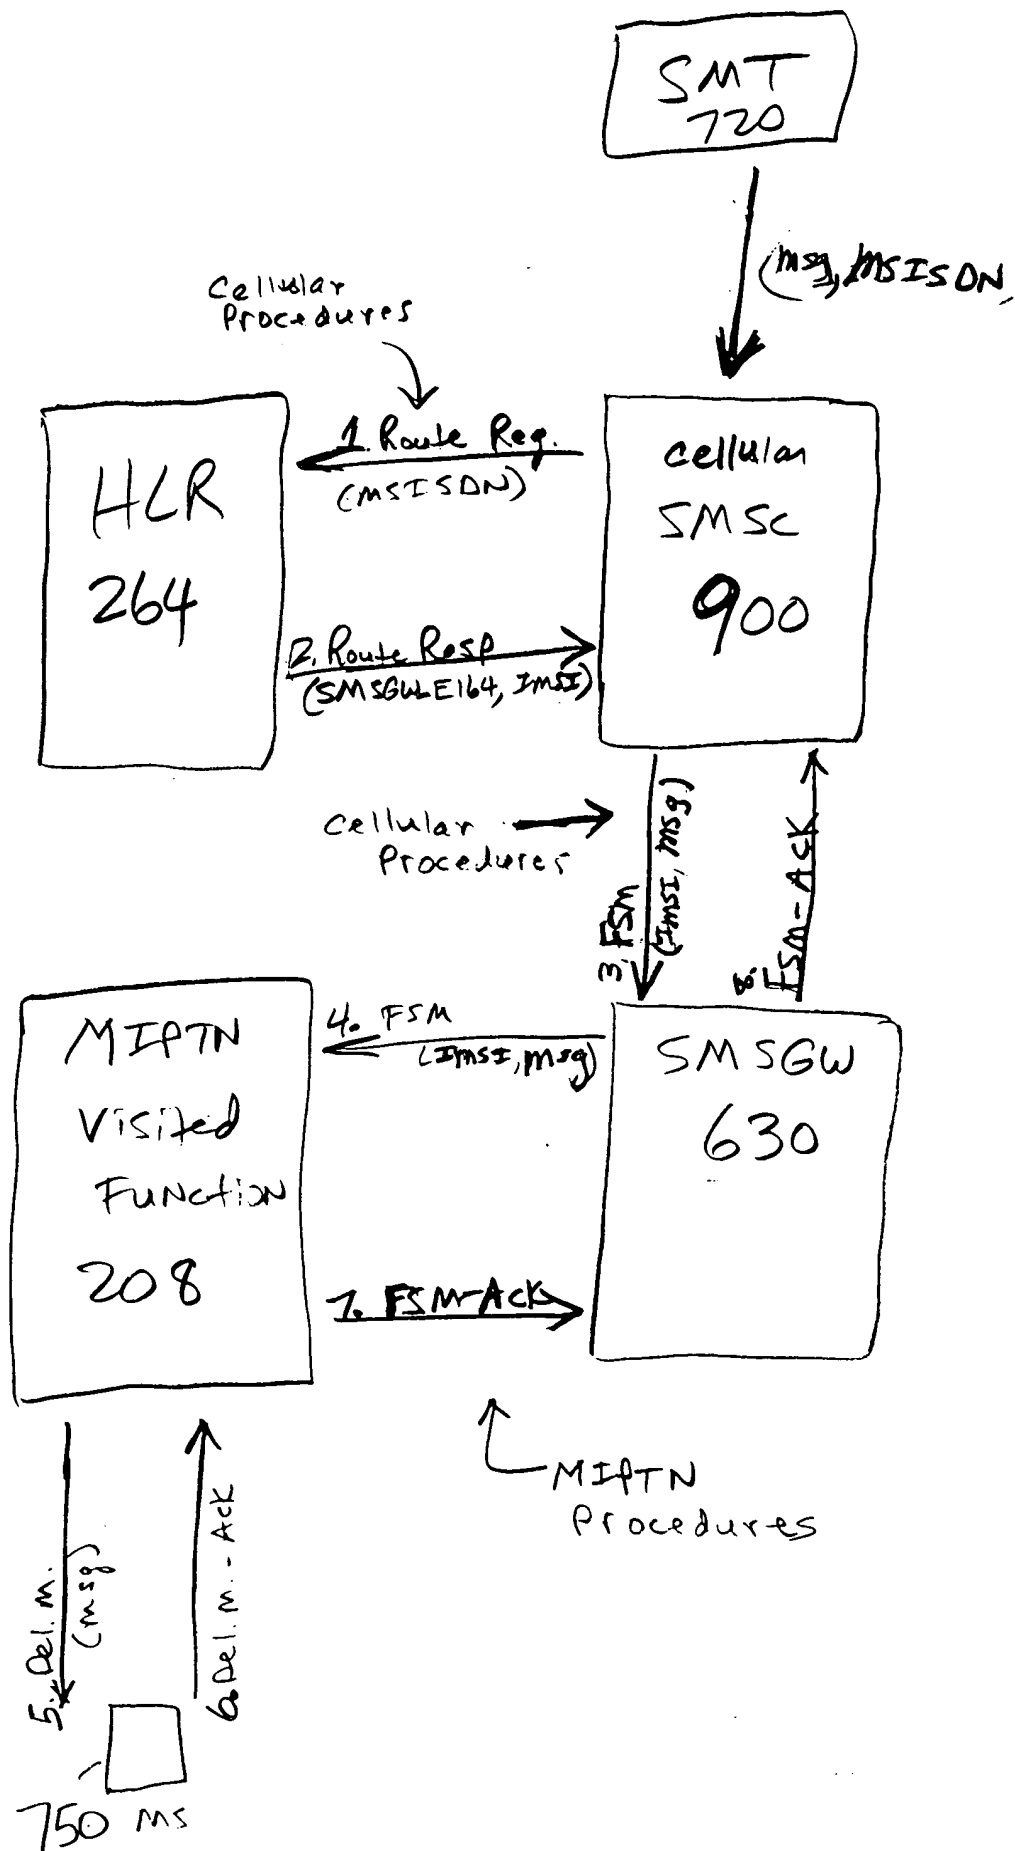 SMT
720
(msg, MSISDN,
Cellular
Procedures
1. Route Req.
(MSISDN)
HLR
264
cellular
SMSC
900
2. Route Resp
(SMSGW_E164, IMSI)
Cellular
Procedures
3. FSM
(IMSI, msg)
8. FSM-ACK
MIPTN
Visited
Function
208
4. FSM
(IMSI, msg)
SMSGW
630
7. FSM-Ack
MIPTN
Procedures
5. Del. m.
(msg)
6. Del. m. - Ack
750 MS